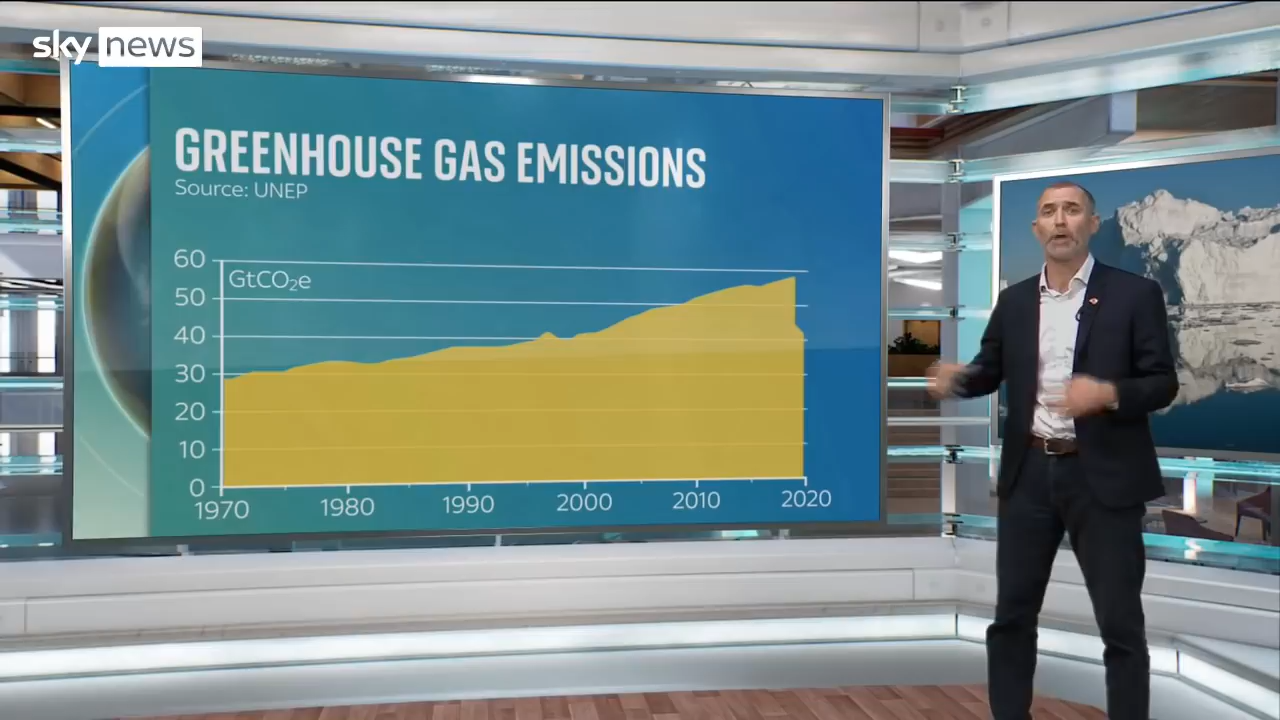 sky news
GREENHOUSE GAS EMISSIONS
Source: UNEP
60
GtCO₂e
50
40
30
20
10
0
1970 1980 1990 2000 2010 2020